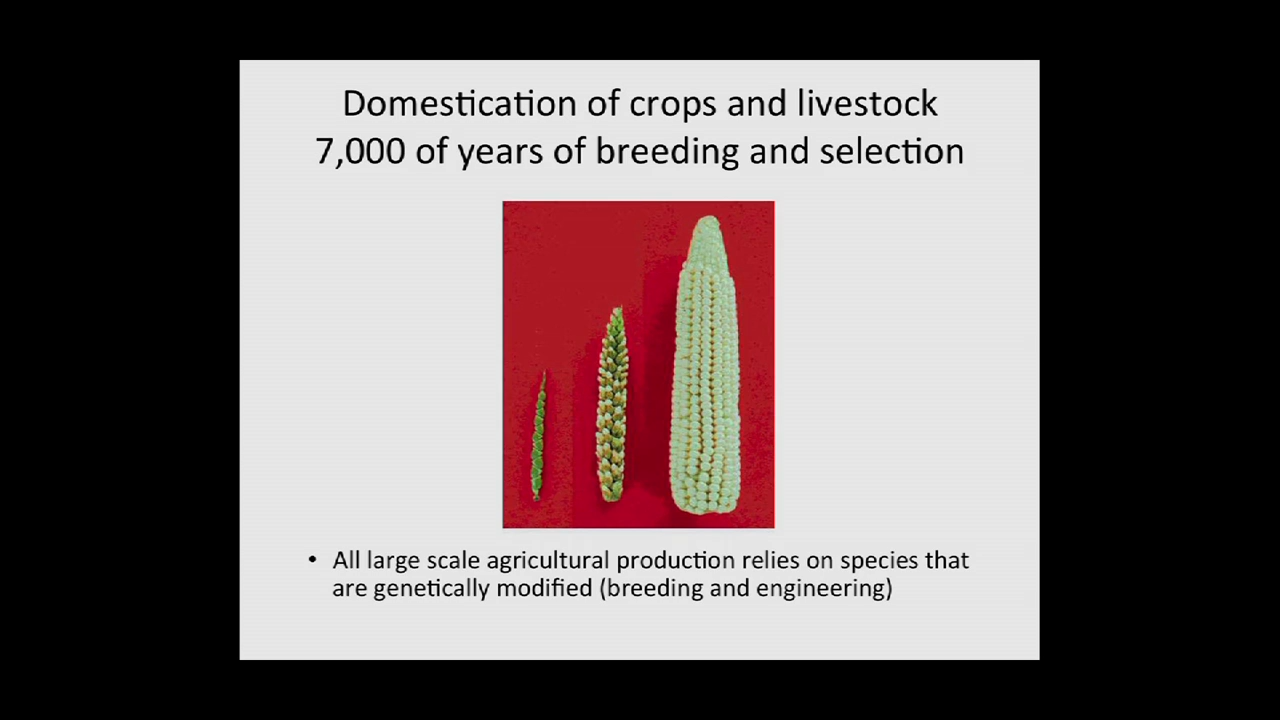 Domestication of crops and livestock
7,000 of years of breeding and selection
• All large scale agricultural production relies on species that
are genetically modified (breeding and engineering)